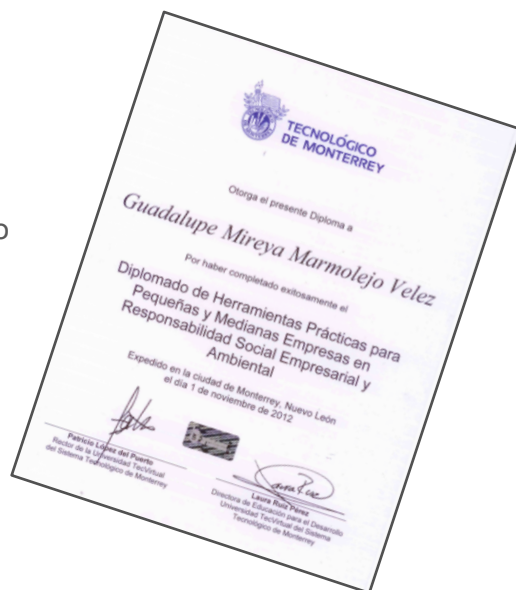 o
TECNOLÓGICO
DE MONTERREY
Otorga el presente Diploma a
Guadalupe Mireya Marmolejo Velez
Por haber completado exitosamente el
Diplomado de Herramientas Prácticas para
Pequeñas y Medianas Empresas en
Responsabilidad Social Empresarial y
Ambiental
Expedido en la ciudad de Monterrey, Nuevo León
el día 1 de noviembre de 2012
Patricio López del Puerto
Rector de la Universidad TecVirtual
del Sistema Tecnológico de Monterrey
Laura Ruiz Pérez
Directora de Educación para el Desarrollo
Universidad TecVirtual del Sistema
Tecnológico de Monterrey